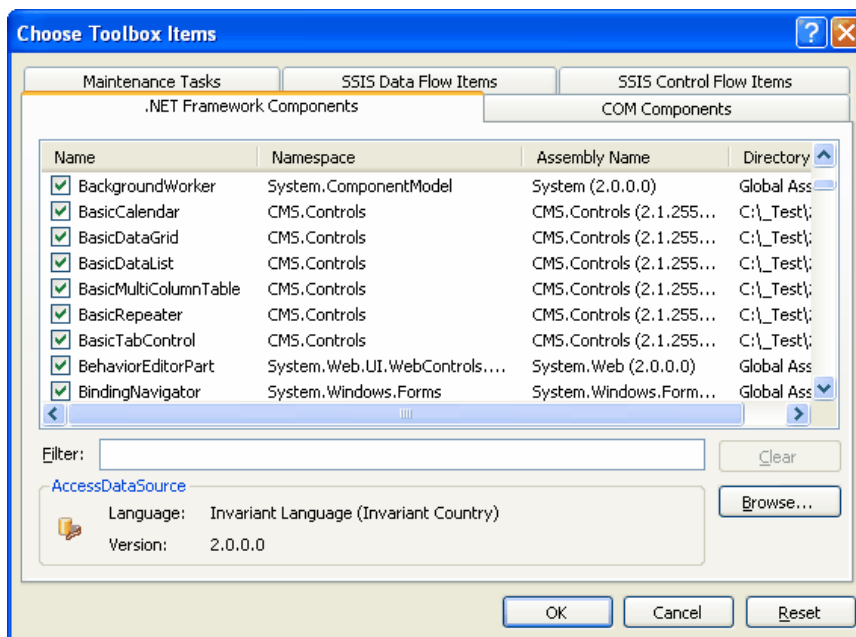 Choose Toolbox Items
Maintenance Tasks SSIS Data Flow Items SSIS Control Flow Items
.NET Framework Components COM Components
Name Namespace Assembly Name Directory
BackgroundWorker System.ComponentModel System (2.0.0.0) Global Ass
BasicCalendar CMS.Controls CMS.Controls (2.1.255... C:\_Test\
BasicDataGrid CMS.Controls CMS.Controls (2.1.255... C:\_Test\
BasicDataList CMS.Controls CMS.Controls (2.1.255... C:\_Test\
BasicMultiColumnTable CMS.Controls CMS.Controls (2.1.255... C:\_Test\
BasicRepeater CMS.Controls CMS.Controls (2.1.255... C:\_Test\
BasicTabControl CMS.Controls CMS.Controls (2.1.255... C:\_Test\
BehaviorEditorPart System.Web.UI.WebControls.... System.Web (2.0.0.0) Global Ass
BindingNavigator System.Windows.Forms System.Windows.Form... Global Ass
Filter: Clear
AccessDataSource
Browse...
Language: Invariant Language (Invariant Country)
Version: 2.0.0.0
OK Cancel Reset